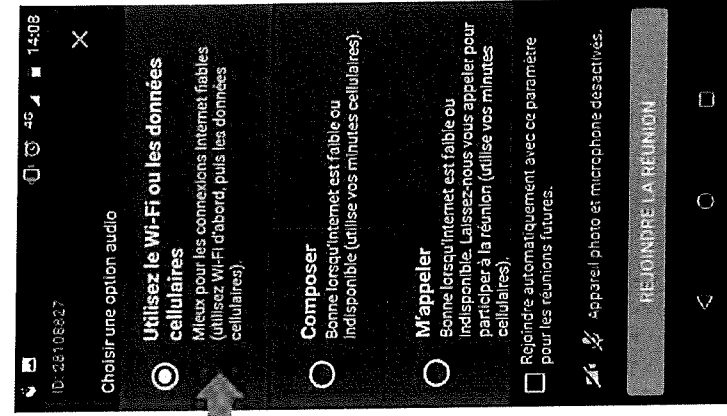 4G 14:08
ID: 28106827
Choisir une option audio
Utilisez le Wi-Fi ou les données
cellulaires
Mieux pour les connexions Internet fiables
(utilisez Wi-Fi d'abord, puis les données
cellulaires).
Composer
Bonne lorsqu'Internet est faible ou
indisponible (utilise vos minutes cellulaires).
M'appeler
Bonne lorsqu'Internet est faible ou
indisponible. Laissez-nous vous appeler pour
participer à la réunion (utilise vos minutes
cellulaires).
Rejoindre automatiquement avec ce paramètre
pour les réunions futures.
Appareil photo et microphone désactivés.
REJOINDRE LA RÉUNION